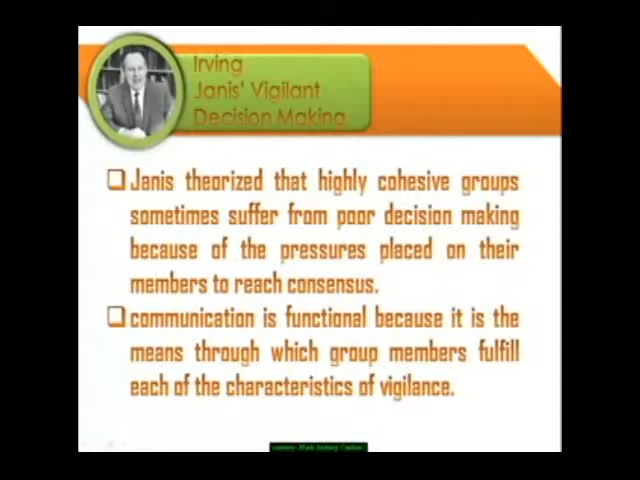 Irving
Janis' Vigilant
Decision Making
Janis theorized that highly cohesive groups
sometimes suffer from poor decision making
because of the pressures placed on their
members to reach consensus.
communication is functional because it is the
means through which group members fulfill
each of the characteristics of vigilance.